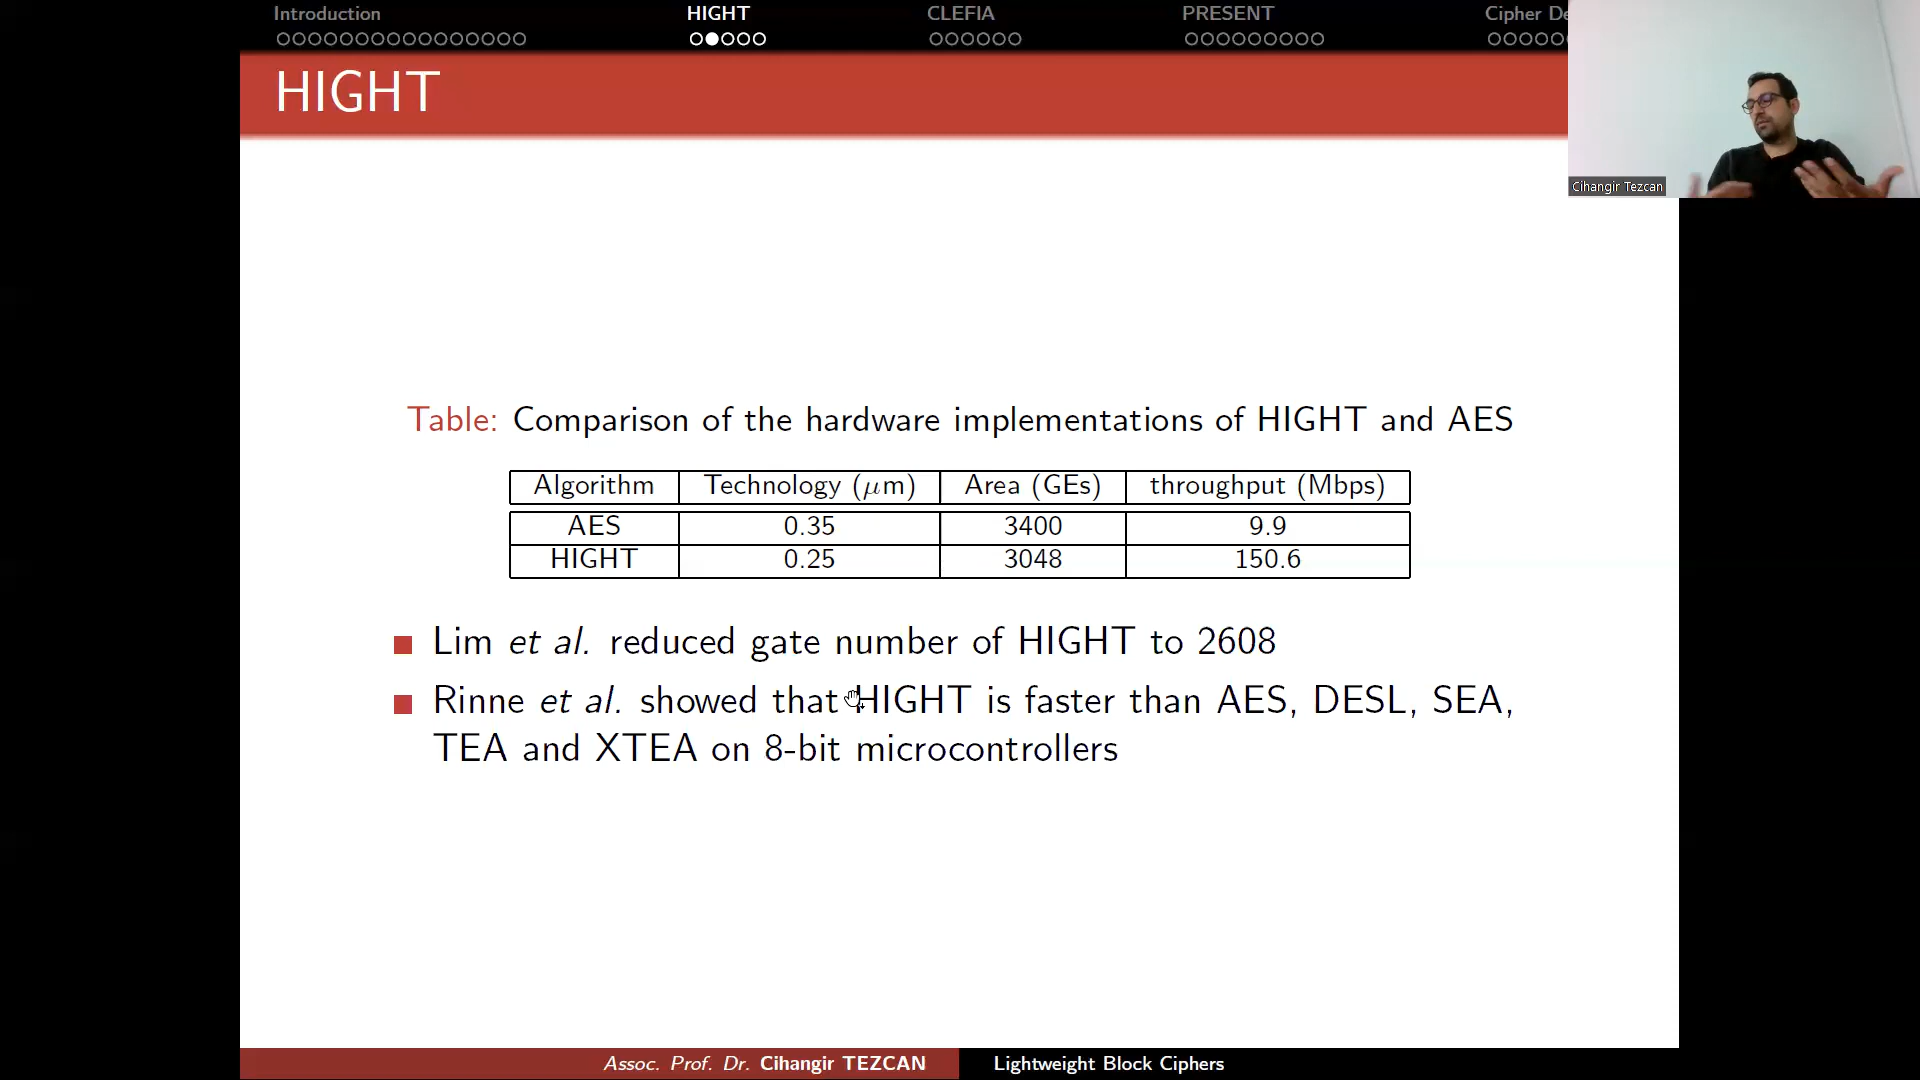 Introduction
HIGHT
CLEFIA
PRESENT
Cipher De
HIGHT
Cihangir Tezcan
Table: Comparison of the hardware implementations of HIGHT and AES
Algorithm Technology (μm) Area (GEs) throughput (Mbps)
AES 0.35 3400 9.9
HIGHT 0.25 3048 150.6
Lim et al. reduced gate number of HIGHT to 2608
Rinne et al. showed that HIGHT is faster than AES, DESL, SEA,
TEA and XTEA on 8-bit microcontrollers
Assoc. Prof. Dr. Cihangir TEZCAN
Lightweight Block Ciphers